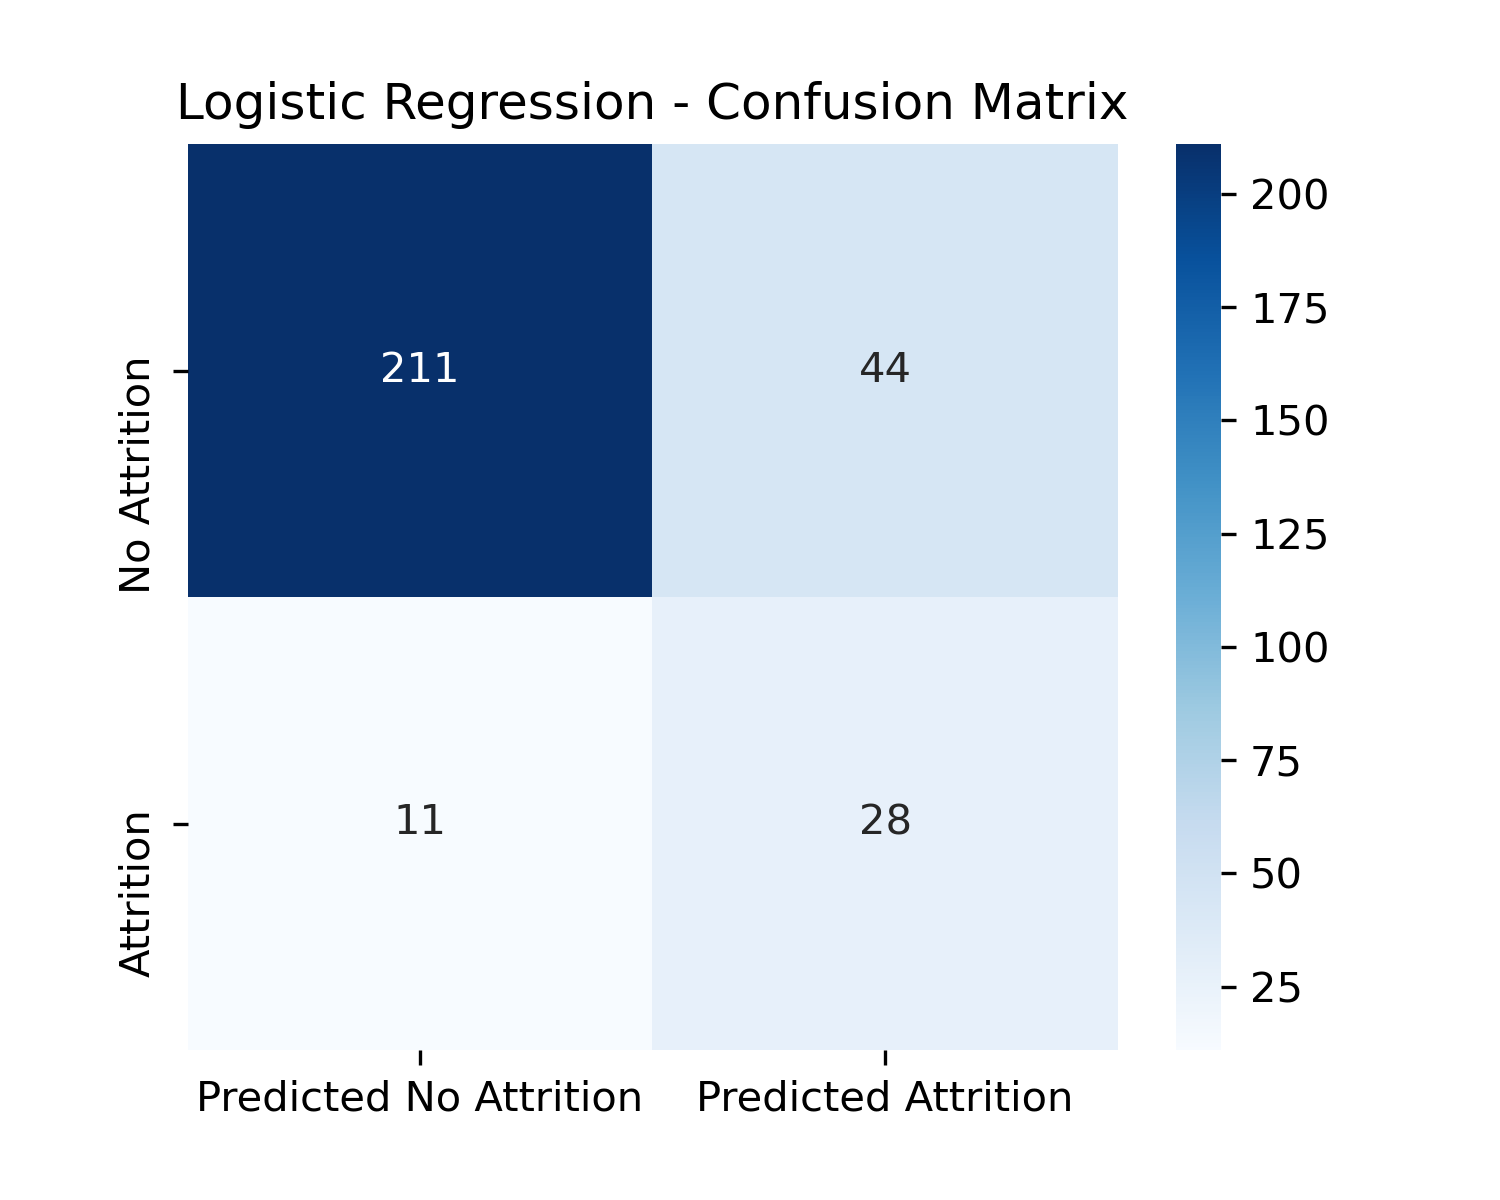 Logistic Regression - Confusion Matrix
No Attrition
211
44
Attrition
11
28
Predicted No Attrition
Predicted Attrition
200
175
150
125
100
75
50
25